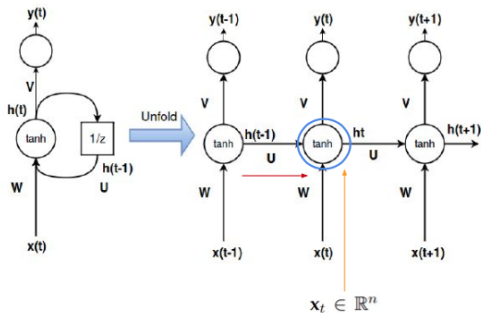 y(t)
V
h(t)
tanh
1/z
h(t-1)
W
U
x(t)
Unfold
y(t-1)
y(t)
y(t+1)
V
V
V
h(t-1)
ht
h(t+1)
tanh
tanh
tanh
U
U
W
W
W
x(t-1)
x(t)
x(t+1)
𝐱ₜ ∈ ℝⁿ